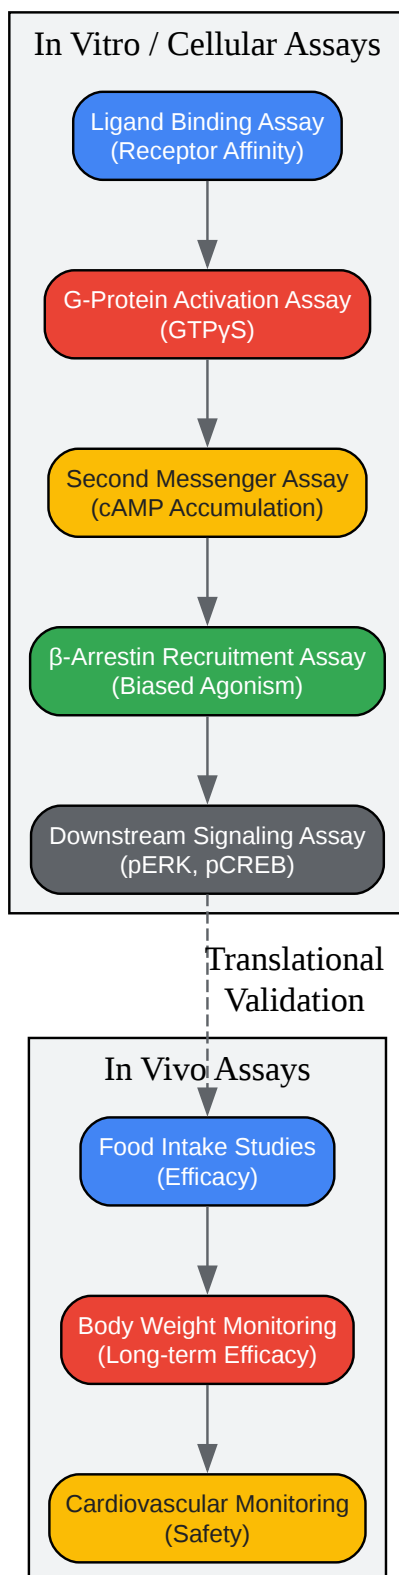 In Vitro / Cellular Assays
Ligand Binding Assay
(Receptor Affinity)
G-Protein Activation Assay
(GTPγS)
Second Messenger Assay
(cAMP Accumulation)
β-Arrestin Recruitment Assay
(Biased Agonism)
Downstream Signaling Assay
(pERK, pCREB)
Translational
Validation
In Vivo Assays
Food Intake Studies
(Efficacy)
Body Weight Monitoring
(Long-term Efficacy)
Cardiovascular Monitoring
(Safety)